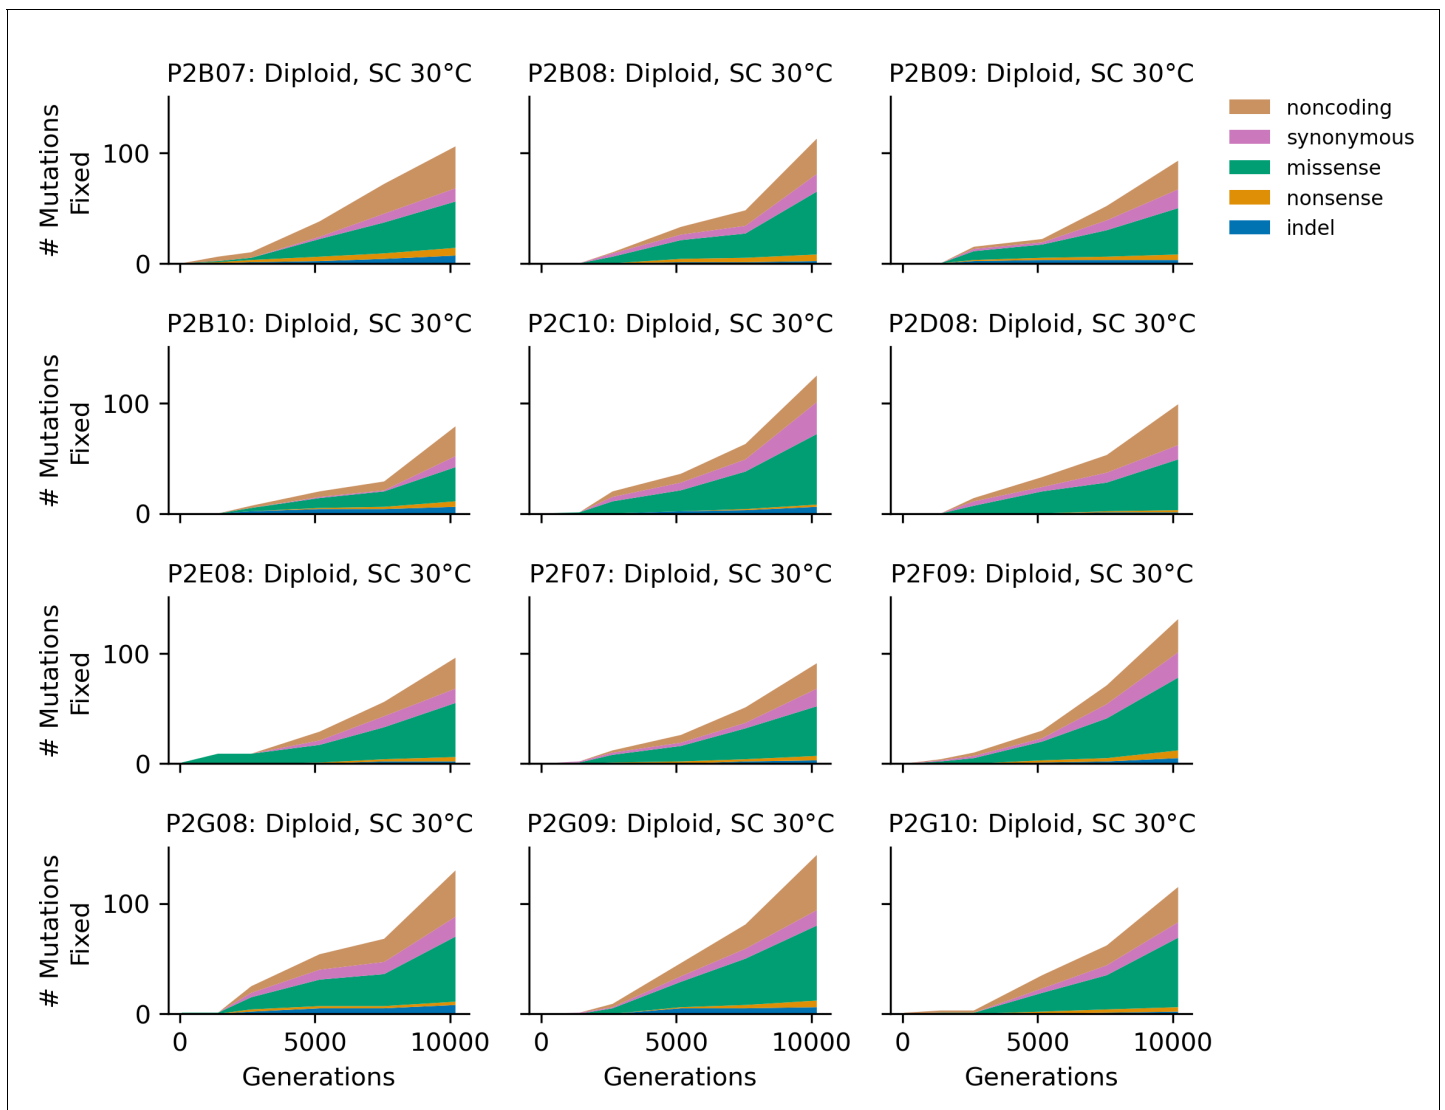 P2B07: Diploid, SC 30°C
P2B08: Diploid, SC 30°C
P2B09: Diploid, SC 30°C
noncoding
synonymous
missense
nonsense
indel
# Mutations
Fixed
100
0
P2B10: Diploid, SC 30°C
P2C10: Diploid, SC 30°C
P2D08: Diploid, SC 30°C
# Mutations
Fixed
100
0
P2E08: Diploid, SC 30°C
P2F07: Diploid, SC 30°C
P2F09: Diploid, SC 30°C
# Mutations
Fixed
100
0
P2G08: Diploid, SC 30°C
P2G09: Diploid, SC 30°C
P2G10: Diploid, SC 30°C
# Mutations
Fixed
100
0
0 5000 10000
0 5000 10000
0 5000 10000
Generations
Generations
Generations